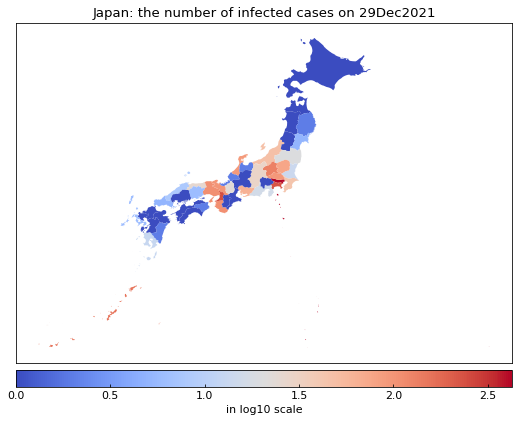 Japan: the number of infected cases on 29Dec2021
0.0 0.5 1.0 1.5 2.0 2.5
in log10 scale